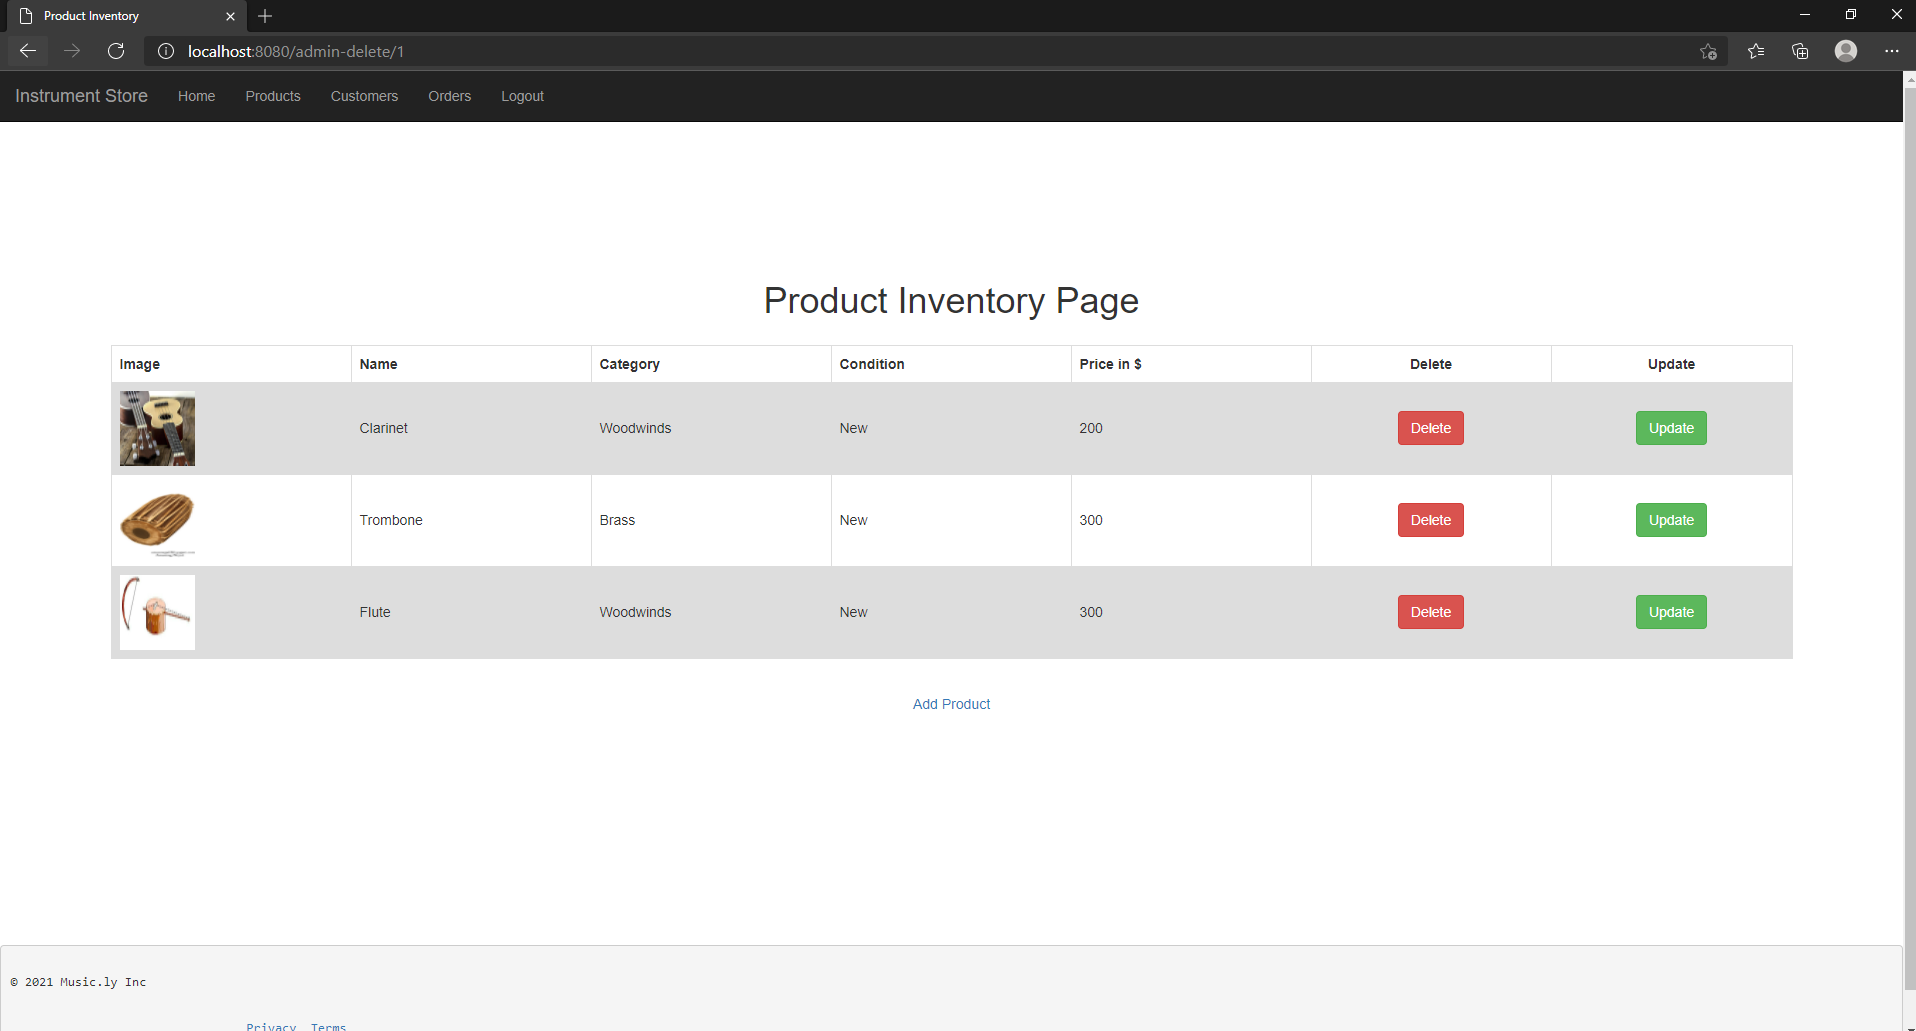 Product Inventory
localhost:8080/admin-delete/1
Instrument Store Home Products Customers Orders Logout
Product Inventory Page
Image Name Category Condition Price in $ Delete Update
Clarinet Woodwinds New 200 Delete Update
Trombone Brass New 300 Delete Update
Flute Woodwinds New 300 Delete Update
Add Product
© 2021 Music.ly Inc
Privacy Terms